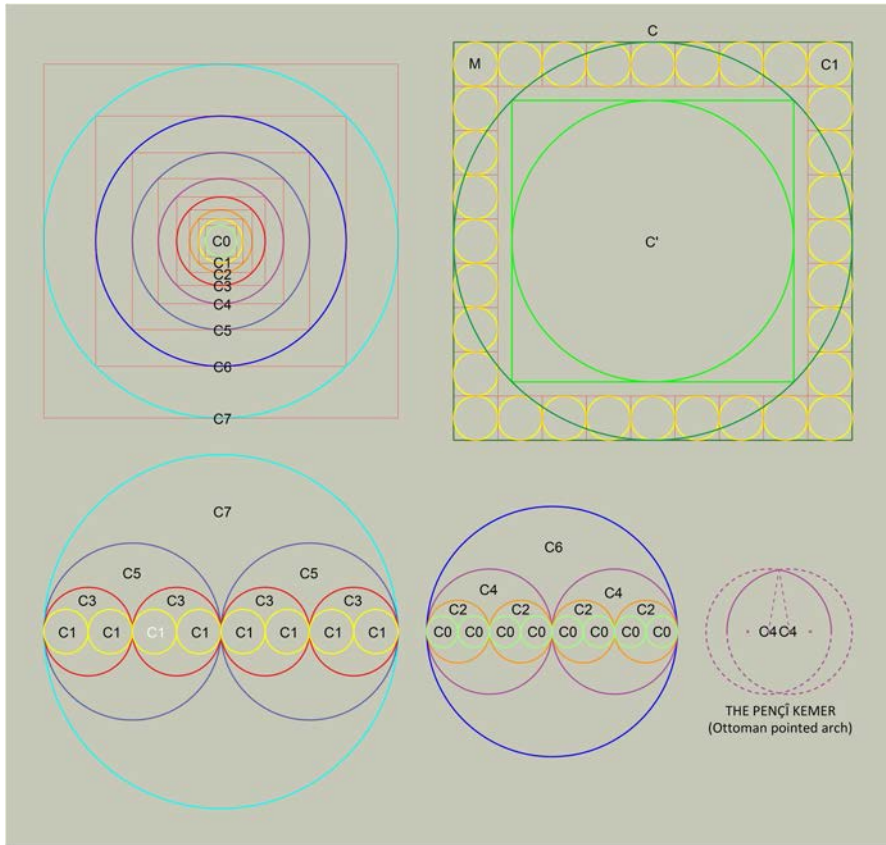 C0
C1
C2
C3
C4
C5
C6
C7
C
M
C1
C'
C7
C5 C5
C3 C3 C3 C3
C1 C1 C1 C1 C1 C1 C1 C1
C6
C4 C4
C2 C2 C2 C2
C0 C0 C0 C0 C0 C0 C0 C0
O4 C4
THE PENÇÎ KEMER
(Ottoman pointed arch)